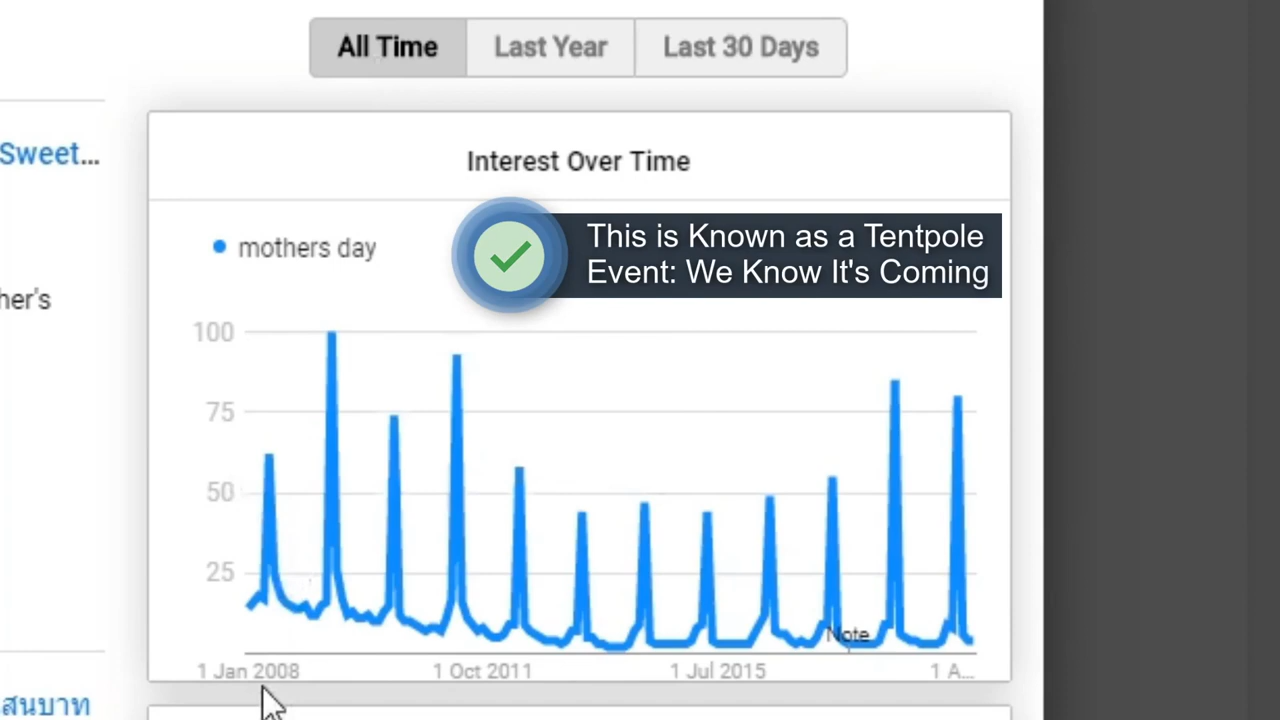 All Time
Last Year
Last 30 Days
Sweet...
Interest Over Time
mothers day
This is Known as a Tentpole
Event: We Know It's Coming
her's
100
75
50
25
Note
1 Jan 2008
1 Oct 2011
1 Jul 2015
1 A...
สนบาท